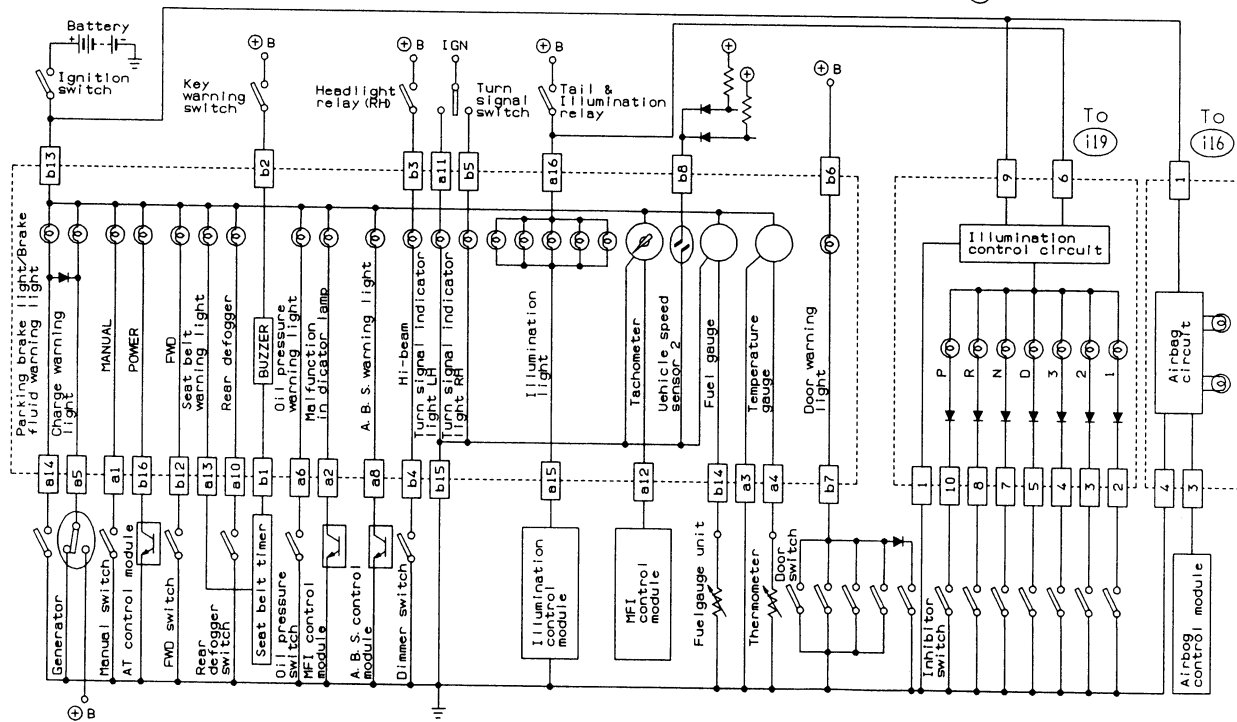 Battery
+ -
Ignition
switch
Key
warning
switch
⊕ B
Headlight
relay (RH)
⊕ B
IGN
Turn
signal
switch
⊕ B
Tail &
Illumination
relay
⊕
⊕
⊕ B
To
i19
To
i16
b13
b2
b3
a11
b5
a16
b8
b6
9
6
1
Parking brake light/Brake
fluid warning light
Charge warning
light
MANUAL
POWER
FWD
Seat belt
warning light
Rear defogger
BUZZER
Oil pressure
warning light
Malfunction
in dicator lamp
A. B. S. warning light
Hi-beam
Turn signal indicator
light LH
Turn signal indicator
light RH
Illumination
light
Tachometer
Vehicle speed
sensor 2
Fuel gauge
Temperature
gauge
Door warning
light
Illumination
control circuit
P
R
N
D
3
2
1
Airbag
circuit
a14
a5
a1
b16
b12
a13
a10
b1
a6
a2
a8
b4
b15
a15
a12
b14
a3
a4
b7
1
10
8
7
5
4
3
2
4
3
Generator
⊕ B
Manual switch
AT control module
FWD switch
Rear
defogger
switch
Seat belt timer
Oil pressure
switch
MFI control
module
A. B. S. control
module
Dimmer switch
Illumination
control
module
MFI
control
module
Fuelgauge unit
Thermometer
Door
switch
Inhibitor
switch
Airbag
control module